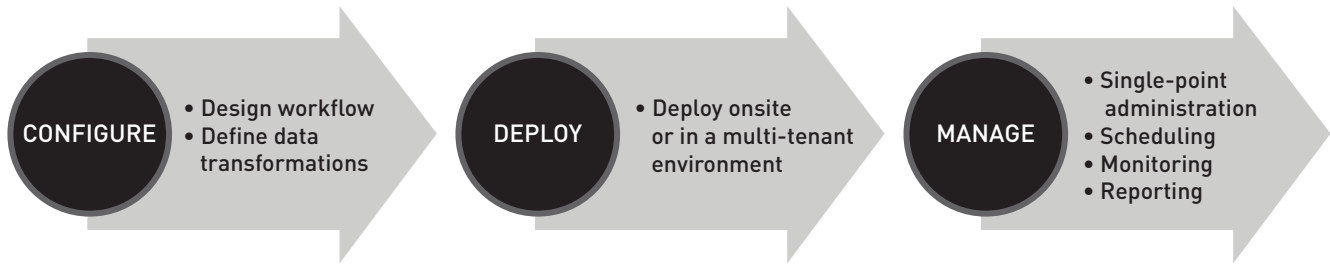 CONFIGURE
• Design workflow
• Define data
transformations
DEPLOY
• Deploy onsite
or in a multi-tenant
environment
MANAGE
• Single-point
administration
• Scheduling
• Monitoring
• Reporting